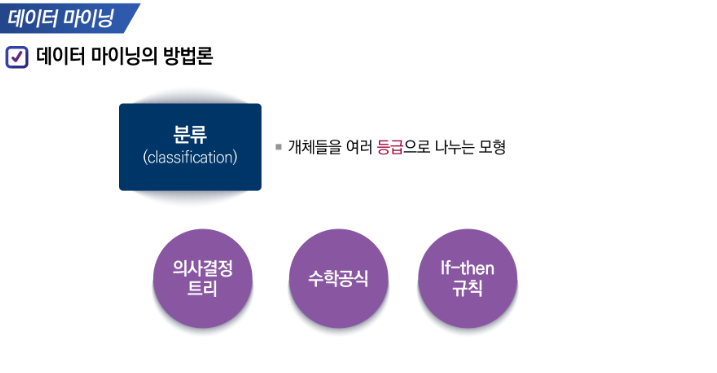 데이터 마이닝
데이터 마이닝의 방법론
분류
(classification)
개체들을 여러 등급으로 나누는 모형
의사결정
트리
수학공식
If-then
규칙